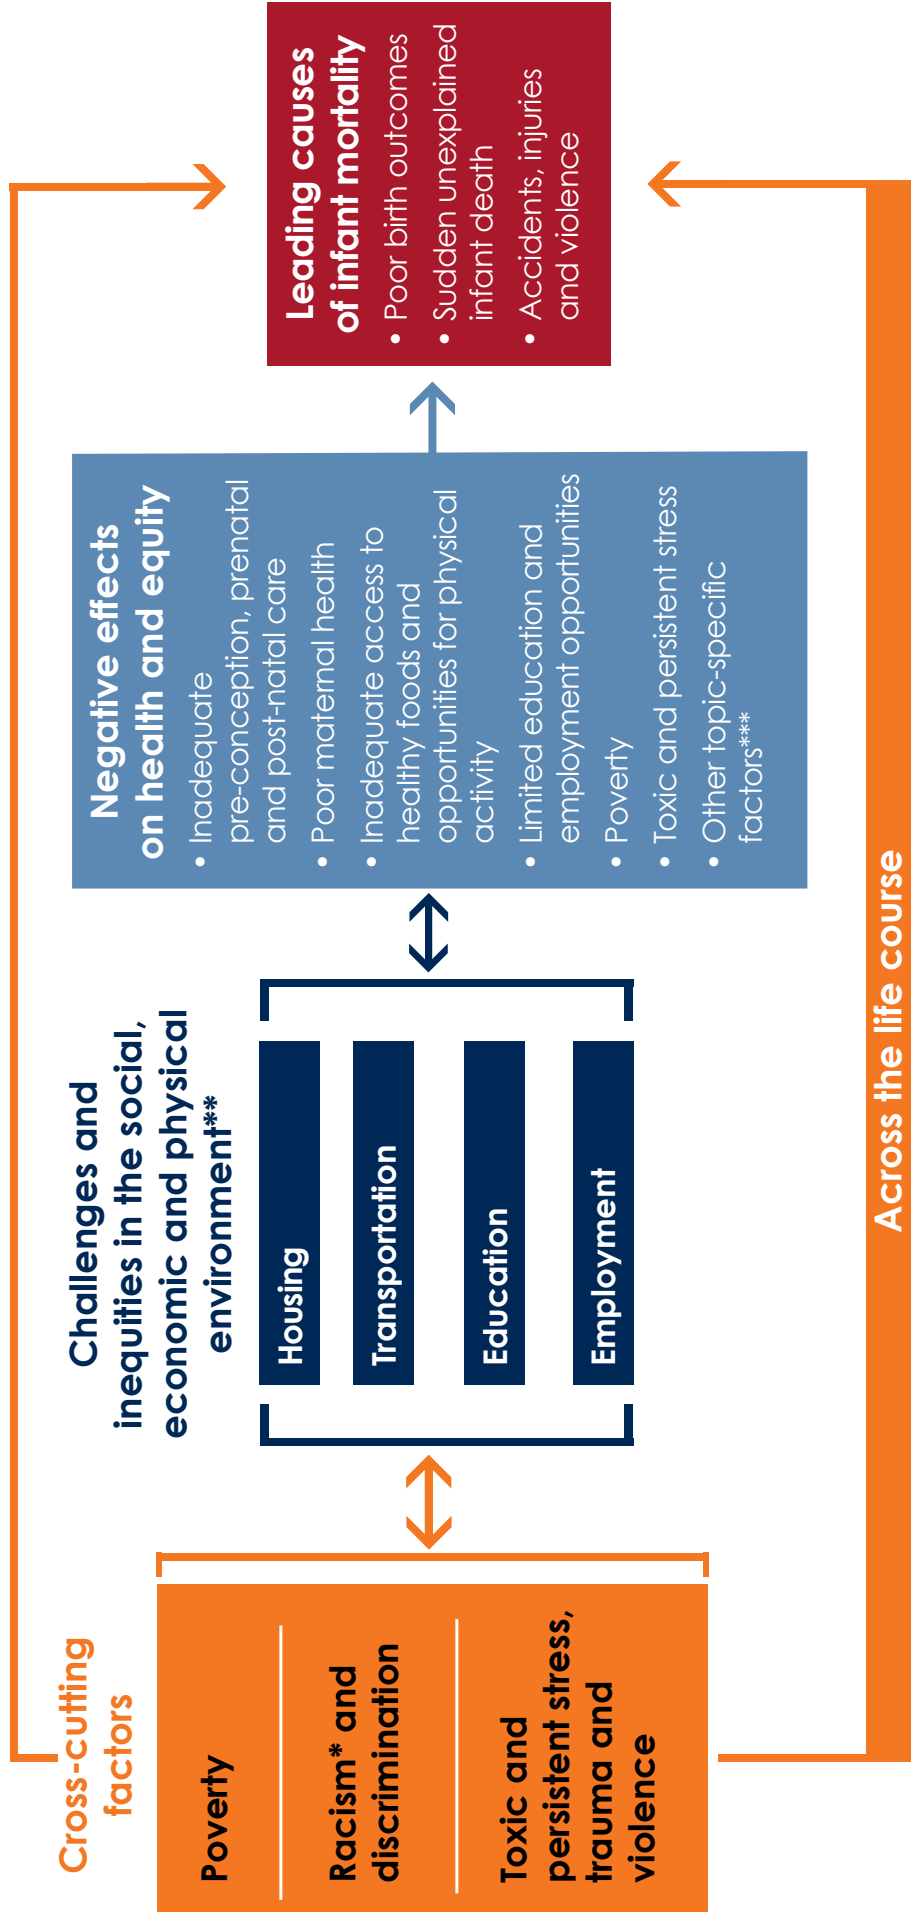 Cross-cutting
factors
Poverty
Racism* and
discrimination
Toxic and
persistent stress,
trauma and
violence
Challenges and
inequities in the social,
economic and physical
environment**
Housing
Transportation
Education
Employment
Negative effects
on health and equity
• Inadequate
pre-conception, prenatal
and post-natal care
• Poor maternal health
• Inadequate access to
healthy foods and
opportunities for physical
activity
• Limited education and
employment opportunities
• Poverty
• Toxic and persistent stress
• Other topic-specific
factors***
Leading causes
of infant mortality
• Poor birth outcomes
• Sudden unexplained
infant death
• Accidents, injuries
and violence
Across the life course